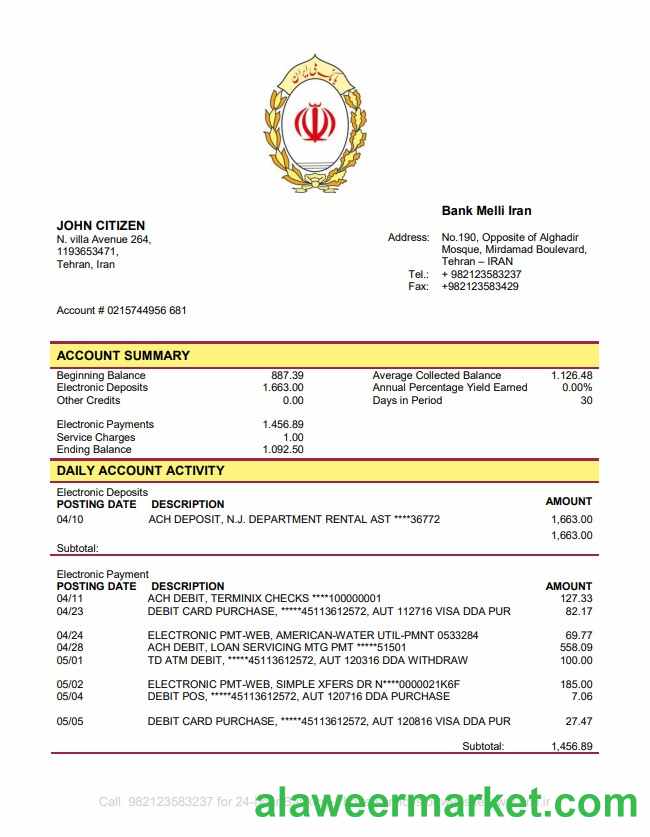 بانک ملی ایران
Bank Melli Iran
JOHN CITIZEN
N. villa Avenue 264,
1193653471,
Tehran, Iran
Address: No.190, Opposite of Alghadir
Mosque, Mirdamad Boulevard,
Tehran – IRAN
Tel.: + 982123583237
Fax: +982123583429
Account # 0215744956 681
ACCOUNT SUMMARY
Beginning Balance 887.39 Average Collected Balance 1.126.48
Electronic Deposits 1.663.00 Annual Percentage Yield Earned 0.00%
Other Credits 0.00 Days in Period 30
Electronic Payments 1.456.89
Service Charges 1.00
Ending Balance 1.092.50
DAILY ACCOUNT ACTIVITY
Electronic Deposits
POSTING DATE DESCRIPTION AMOUNT
04/10 ACH DEPOSIT, N.J. DEPARTMENT RENTAL AST ****36772 1,663.00
1,663.00
Subtotal:
Electronic Payment
POSTING DATE DESCRIPTION AMOUNT
04/11 ACH DEBIT, TERMINIX CHECKS ****100000001 127.33
04/23 DEBIT CARD PURCHASE, *****45113612572, AUT 112716 VISA DDA PUR 82.17
04/24 ELECTRONIC PMT-WEB, AMERICAN-WATER UTIL-PMNT 0533284 69.77
04/28 ACH DEBIT, LOAN SERVICING MTG PMT *****51501 558.09
05/01 TD ATM DEBIT, *****45113612572, AUT 120316 DDA WITHDRAW 100.00
05/02 ELECTRONIC PMT-WEB, SIMPLE XFERS DR N****0000021K6F 185.00
05/04 DEBIT POS, *****45113612572, AUT 120716 DDA PURCHASE 7.06
05/05 DEBIT CARD PURCHASE, *****45113612572, AUT 120816 VISA DDA PUR 27.47
Subtotal: 1,456.89
Call 982123583237 for 24-
alaweermarket.com